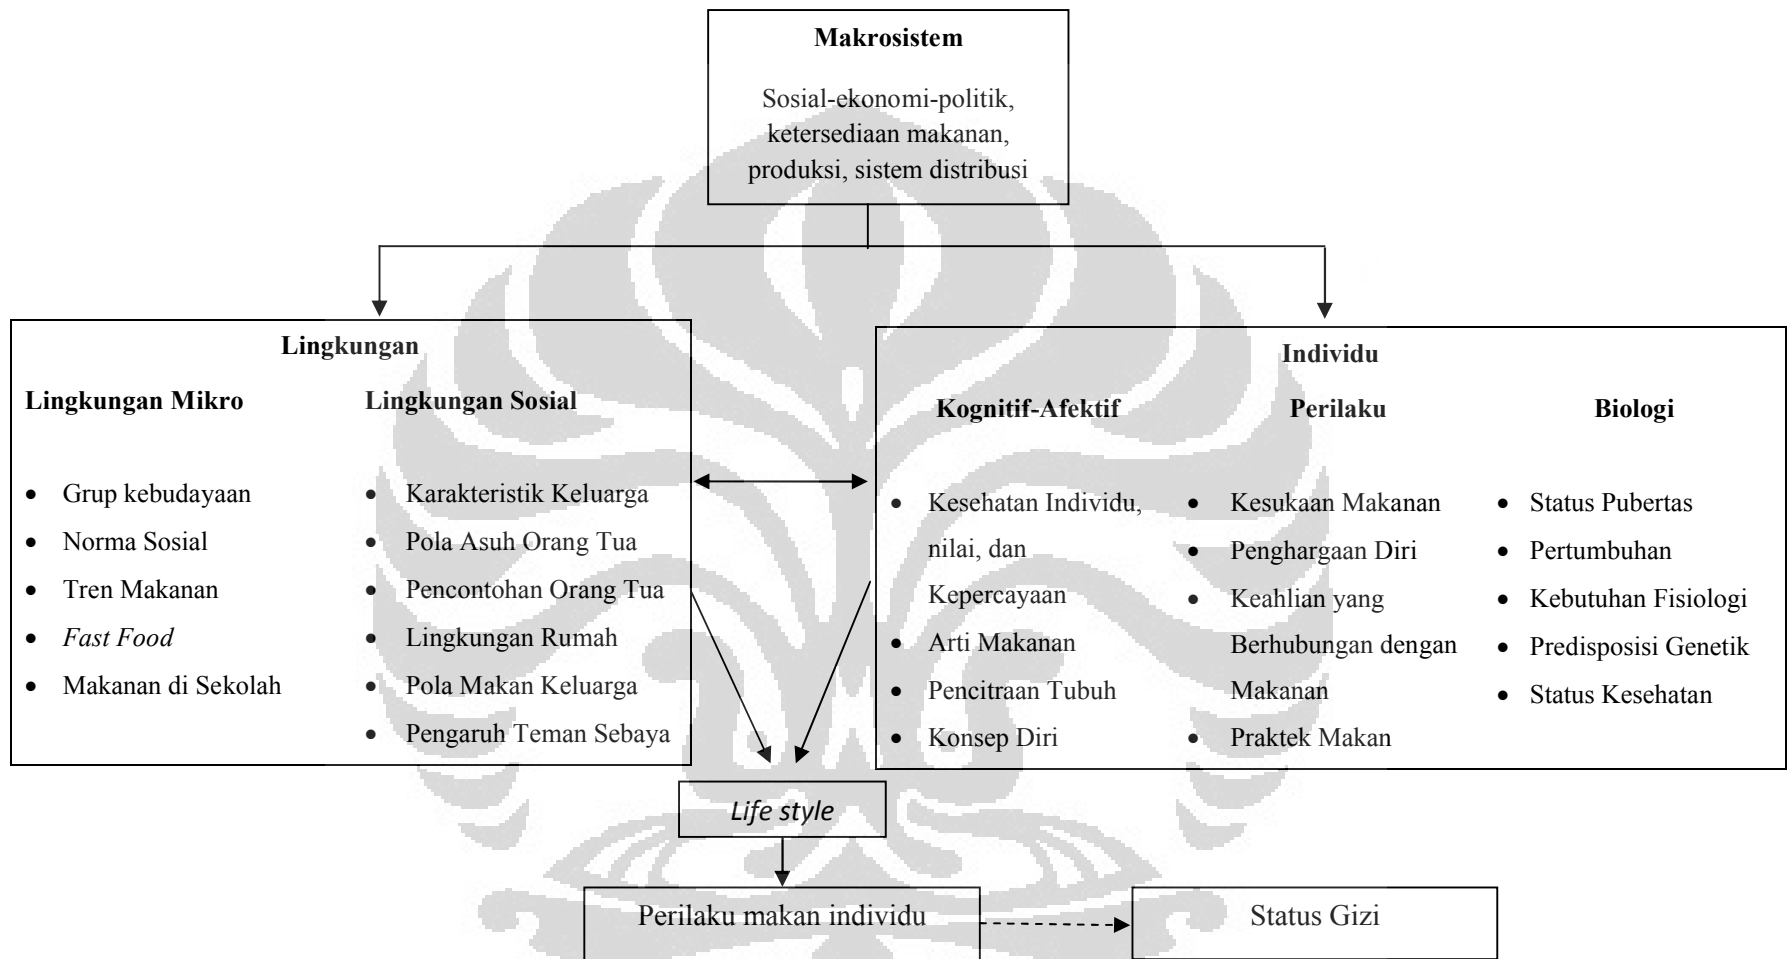 Makrosistem
Sosial-ekonomi-politik,
ketersediaan makanan,
produksi, sistem distribusi
Lingkungan
Lingkungan Mikro
Grup kebudayaan
Norma Sosial
Tren Makanan
Fast Food
Makanan di Sekolah
Lingkungan Sosial
Karakteristik Keluarga
Pola Asuh Orang Tua
Pencontohan Orang Tua
Lingkungan Rumah
Pola Makan Keluarga
Pengaruh Teman Sebaya
Individu
Kognitif-Afektif
Kesehatan Individu,
nilai, dan
Kepercayaan
Arti Makanan
Pencitraan Tubuh
Konsep Diri
Perilaku
Kesukaan Makanan
Penghargaan Diri
Keahlian yang
Berhubungan dengan
Makanan
Praktek Makan
Biologi
Status Pubertas
Pertumbuhan
Kebutuhan Fisiologi
Predisposisi Genetik
Status Kesehatan
Life style
Perilaku makan individu
Status Gizi